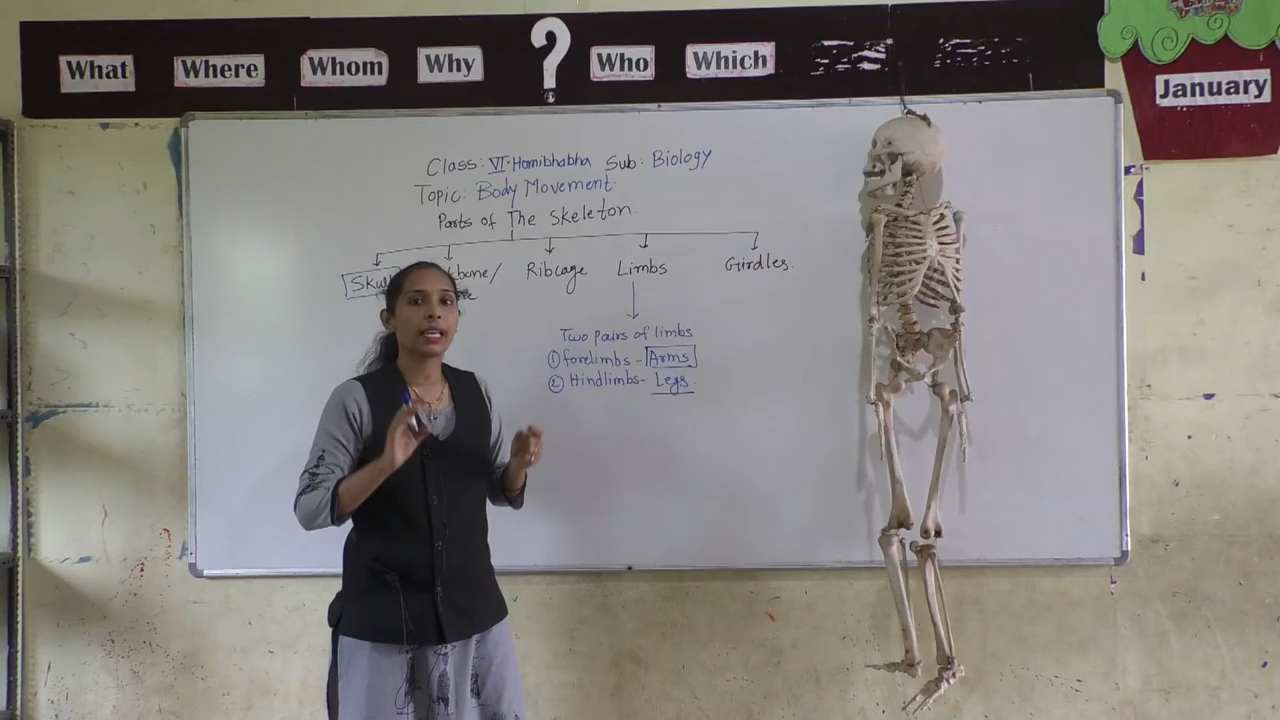 What Where Whom Why ? Who Which
January
Class: VI-Homibhabha Sub: Biology
Topic: Body Movement.
Parts of The Skeleton.
Ribcage Limbs Girdles.
Two pairs of limbs
① forelimbs - Arms
② Hindlimbs- Legs.